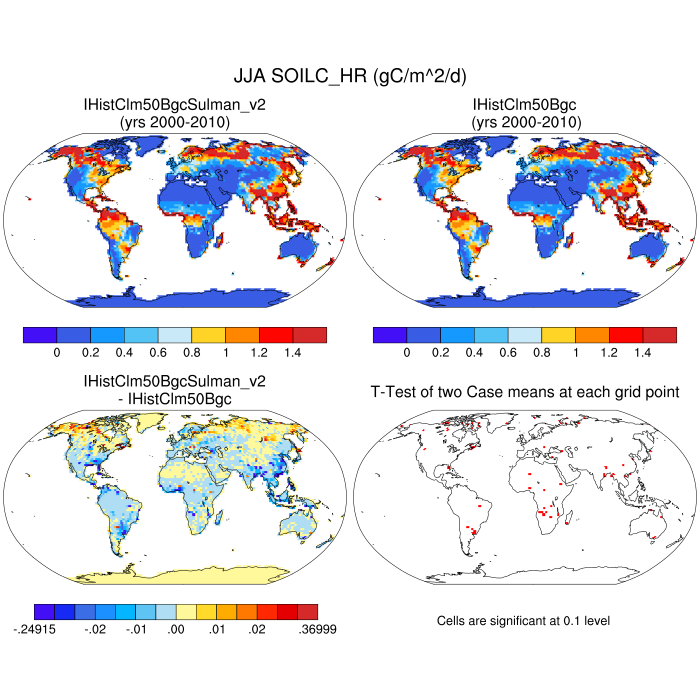 JJA SOILC_HR (gC/m^2/d)
IHistClm50BgcSulman_v2
(yrs 2000-2010)
IHistClm50Bgc
(yrs 2000-2010)
0 0.2 0.4 0.6 0.8 1 1.2 1.4
0 0.2 0.4 0.6 0.8 1 1.2 1.4
IHistClm50BgcSulman_v2
- IHistClm50Bgc
T-Test of two Case means at each grid point
-.24915 -.02 -.01 .00 .01 .02 .36999
Cells are significant at 0.1 level